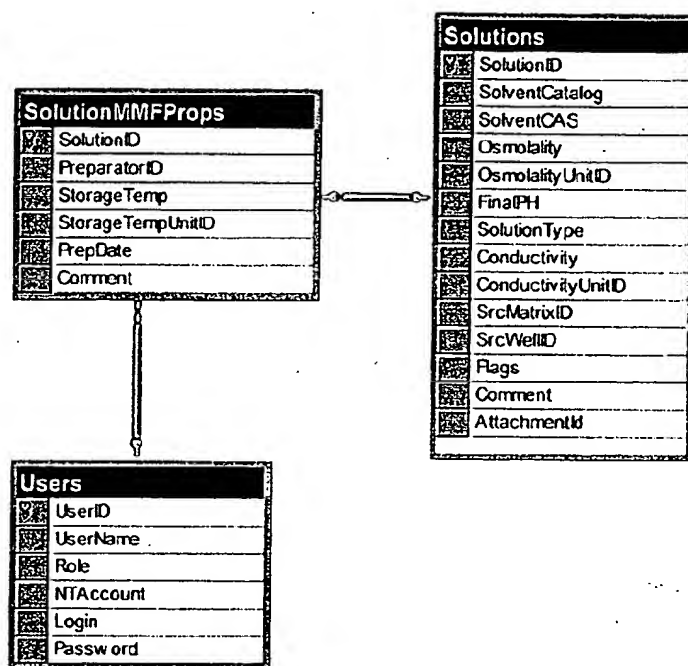 Solutions
SolutionID
SolventCatalog
SolventCAS
Osmolality
OsmolalityUnitID
FinalPH
SolutionType
Conductivity
ConductivityUnitID
SrcMatrixID
SrcWellID
Flags
Comment
AttachmentId
SolutionMMFProps
SolutionID
PreparatorID
StorageTemp
StorageTempUnitID
PrepDate
Comment
Users
UserID
UserName
Role
NTAccount
Login
Password